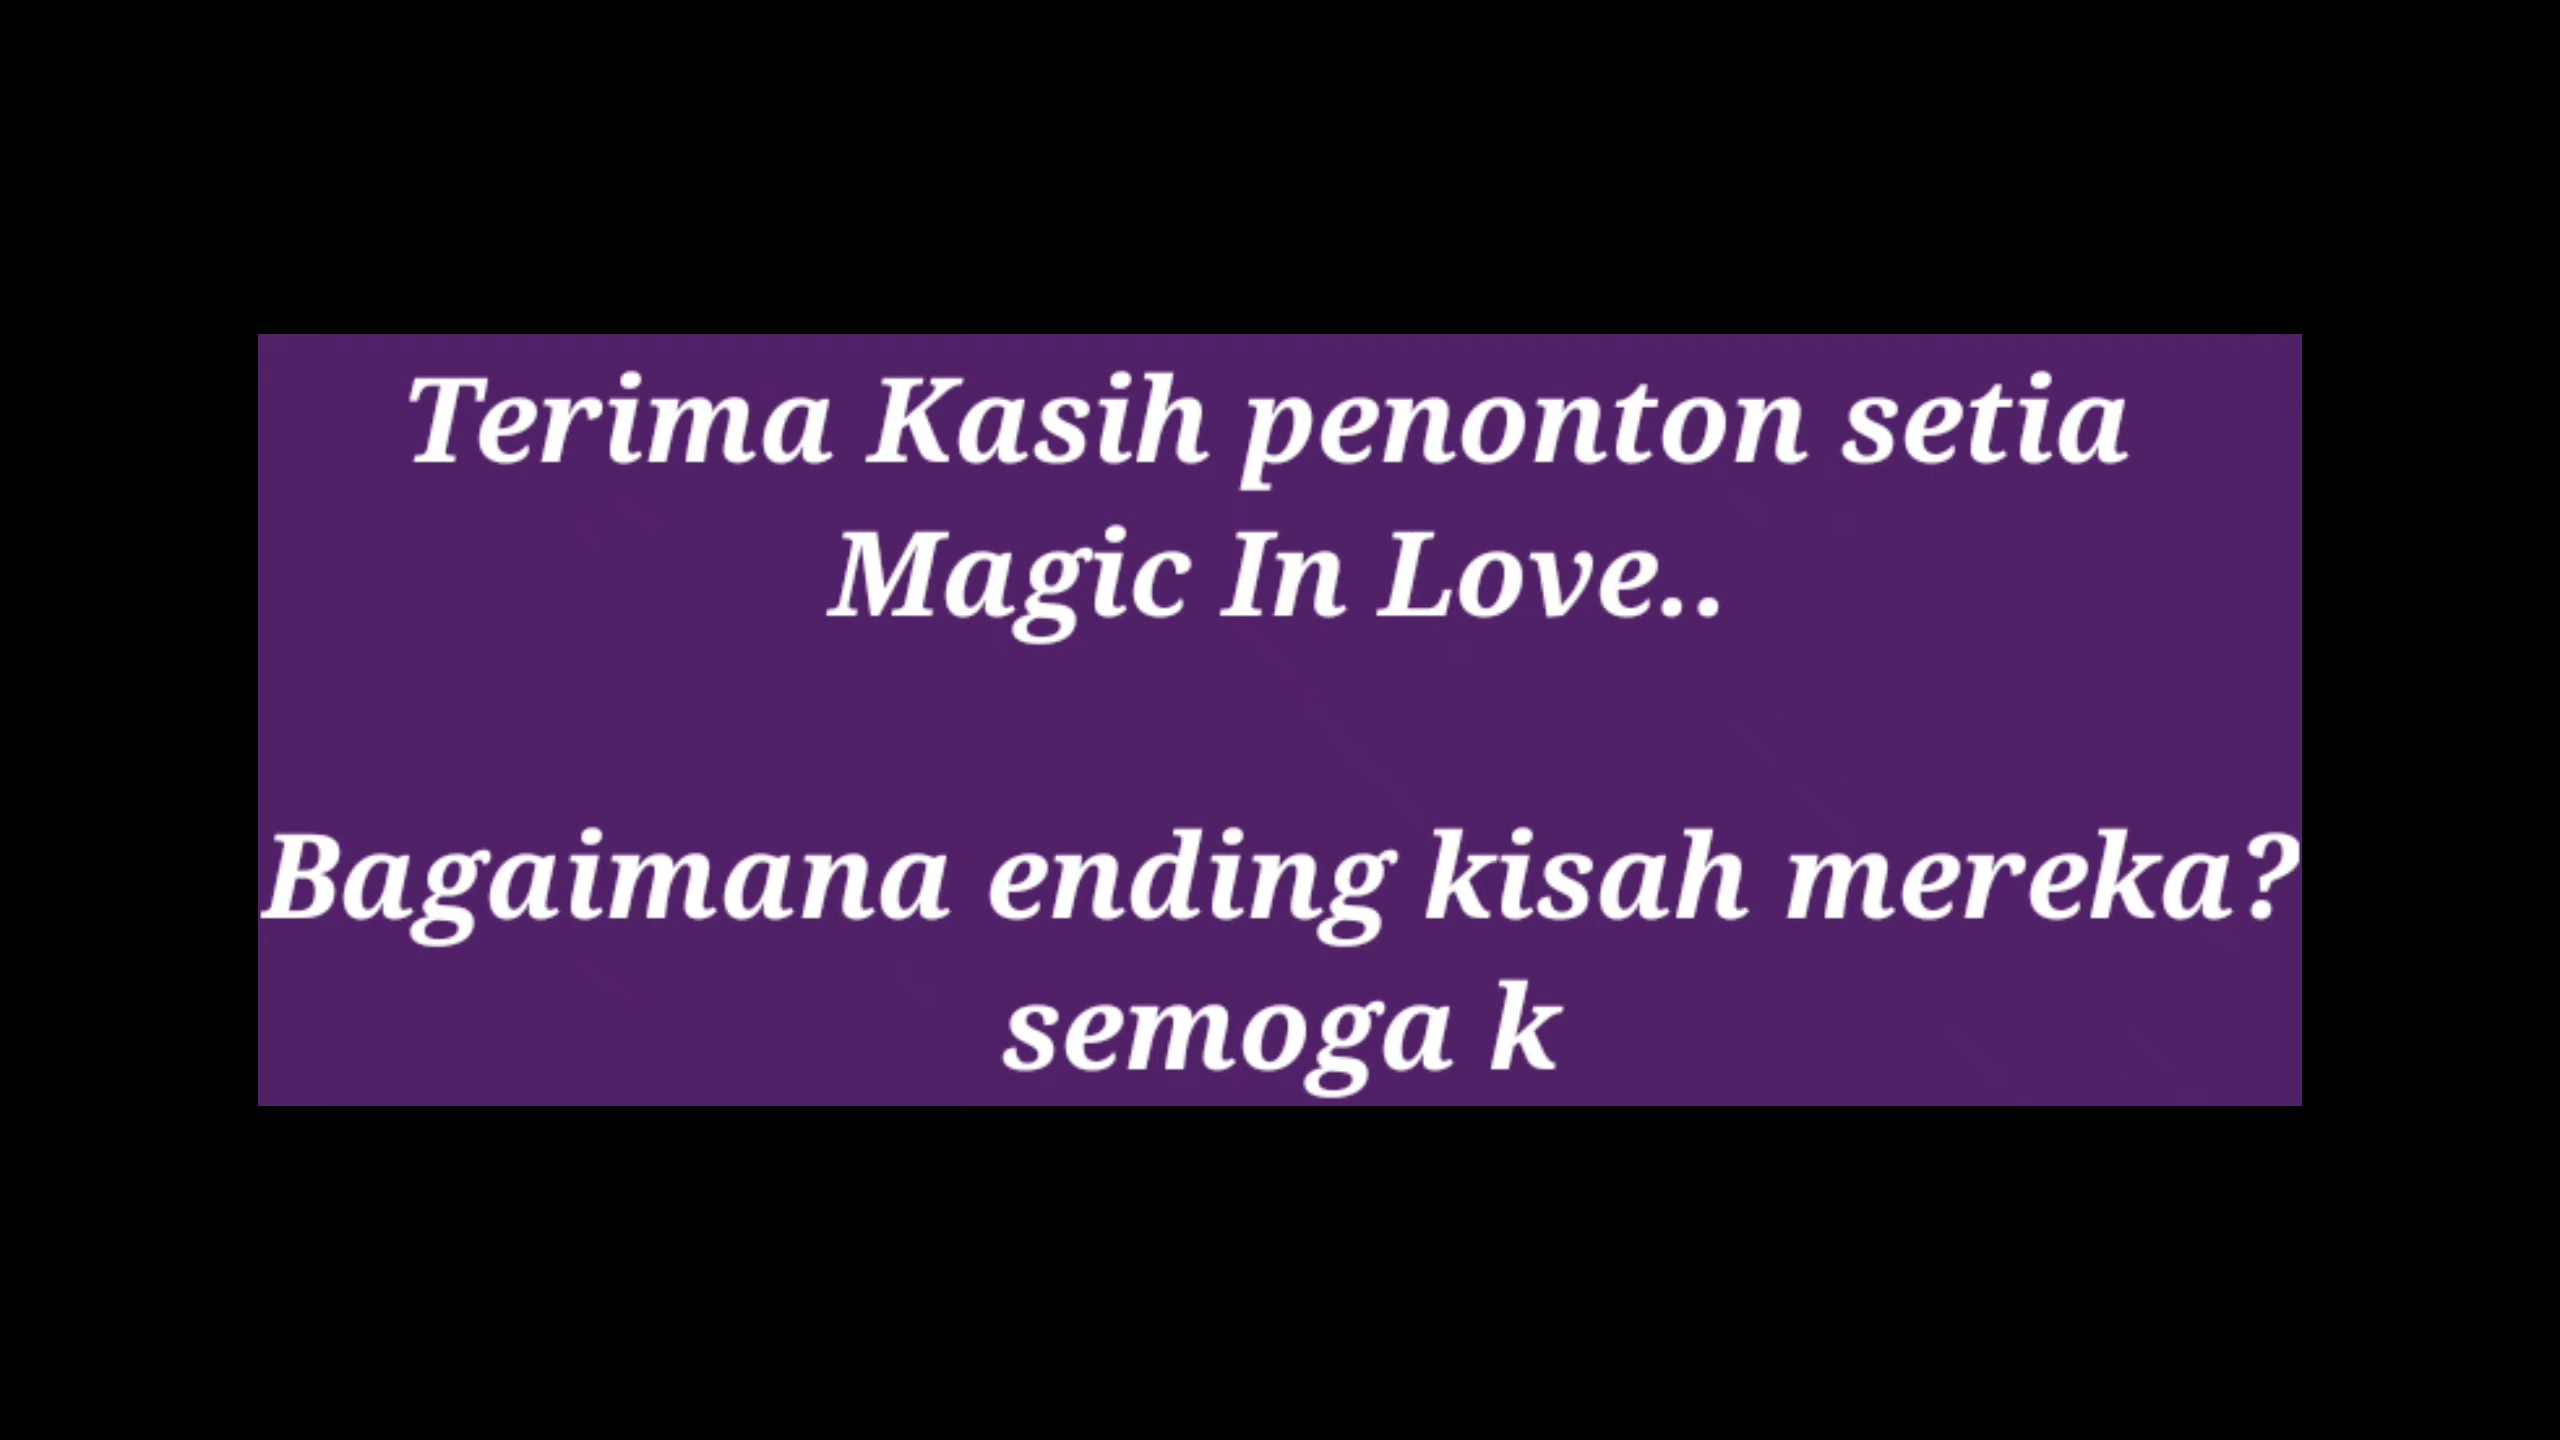 Terima Kasih penonton setia
Magic In Love..
Bagaimana ending kisah mereka?
semoga k